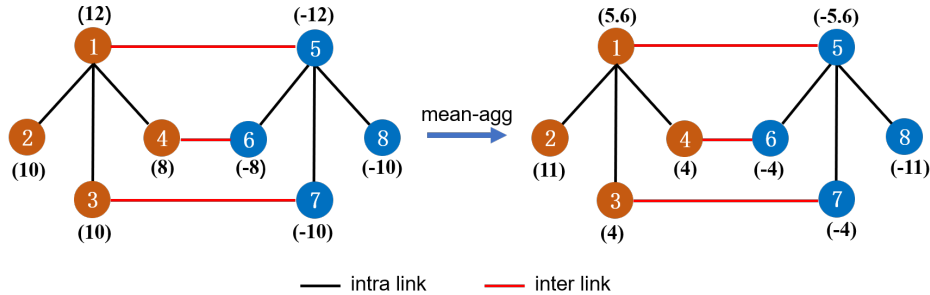 (12) (-12) (5.6) (-5.6)
1 5 1 5
mean-agg
2 4 6 8 2 4 6 8
(10) (8) (-8) (-10) (11) (4) (-4) (-11)
3 7 3 7
(10) (-10) (4) (-4)
intra link inter link